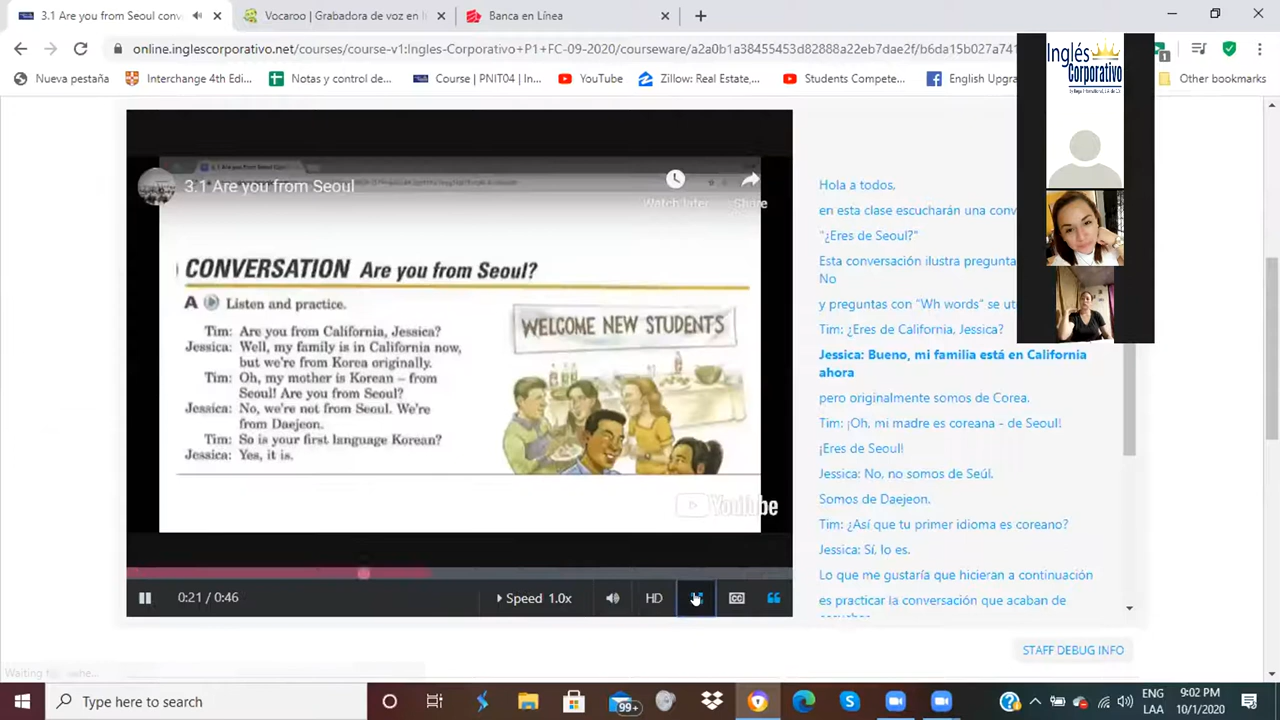 3.1 Are you from Seoul conv
Vocaroo | Grabadora de voz en l
Banca en Línea
online.inglescorporativo.net/courses/course-v1:Ingles-Corporativo+P1+FC-09-2020/courseware/a2a0b1a38455453d82888a22eb7dae2f/b6da15b027a741
Nueva pestaña
Interchange 4th Edi...
Notas y control de...
Course | PNIT04 | In...
YouTube
Zillow: Real Estate,...
Students Compete...
English Upgra
Other bookmarks
Inglés
Corporativo
3.1 Are you from Seoul
Watch later
Share
CONVERSATION Are you from Seoul?
A Listen and practice.
Tim: Are you from California, Jessica?
Jessica: Well, my family is in California now,
but we're from Korea originally.
Tim: Oh, my mother is Korean – from
Seoul! Are you from Seoul?
Jessica: No, we're not from Seoul. We're
from Daejeon.
Tim: So is your first language Korean?
Jessica: Yes, it is.
WELCOME NEW STUDENTS
YouTube
0:21 / 0:46
Speed 1.0x
HD
CC
Hola a todos,
en esta clase escucharán una conv
"¿Eres de Seoul?"
Esta conversación ilustra pregunta
No
y preguntas con "Wh words" se ut
Tim: ¿Eres de California, Jessica?
Jessica: Bueno, mi familia está en California
ahora
pero originalmente somos de Corea.
Tim: ¡Oh, mi madre es coreana - de Seoul!
¡Eres de Seoul!
Jessica: No, no somos de Seúl.
Somos de Daejeon.
Tim: ¿Así que tu primer idioma es coreano?
Jessica: Sí, lo es.
Lo que me gustaría que hicieran a continuación
es practicar la conversación que acaban de
STAFF DEBUG INFO
Type here to search
99+
ENG
LAA
9:02 PM
10/1/2020